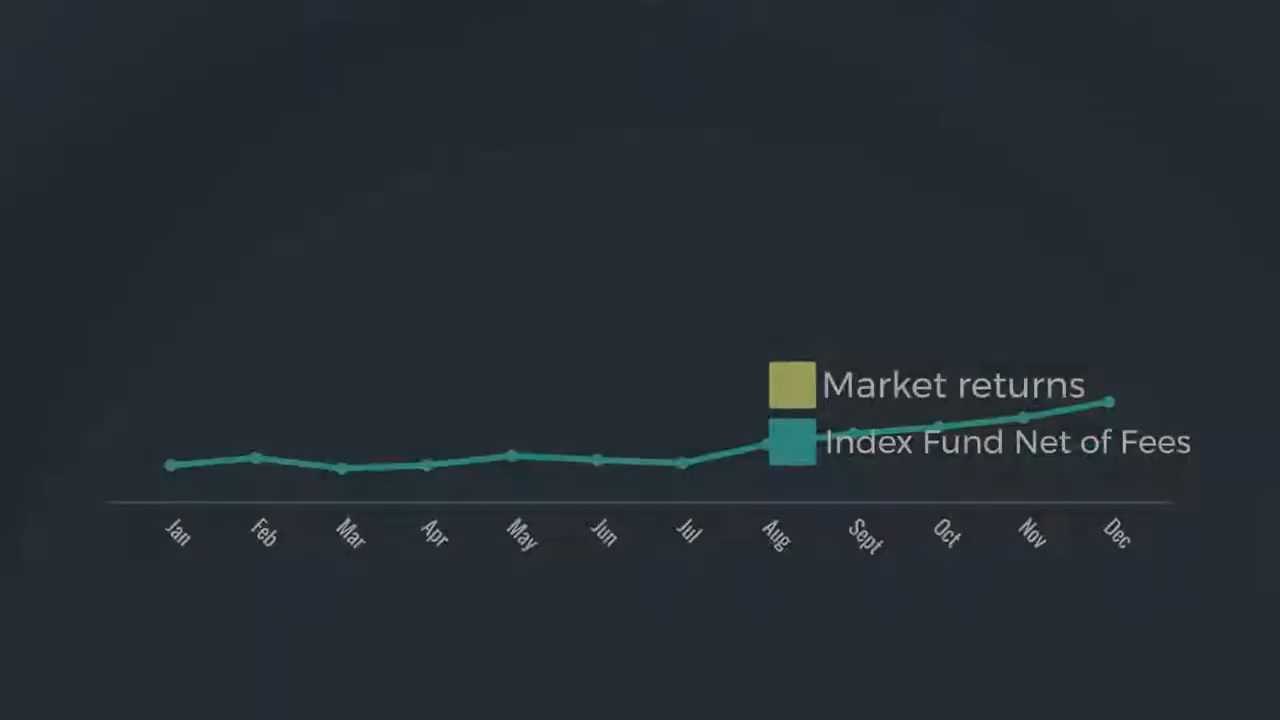 Market returns
Index Fund Net of Fees
Jan Feb Mar Apr May Jun Jul Aug Sept Oct Nov Dec